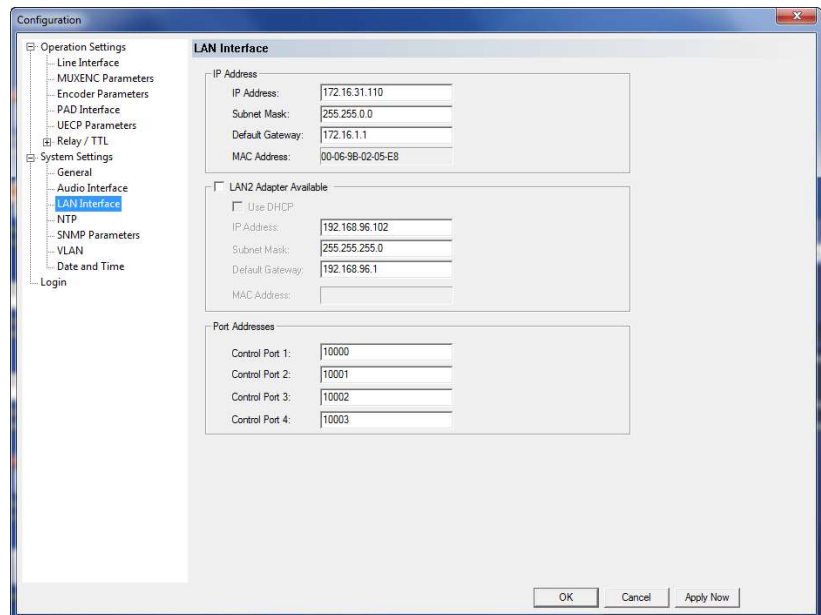 Configuration
Operation Settings
Line Interface
MUXENC Parameters
Encoder Parameters
PAD Interface
UECP Parameters
Relay / TTL
System Settings
General
Audio Interface
LAN Interface
NTP
SNMP Parameters
VLAN
Date and Time
Login
LAN Interface
IP Address
IP Address: 172.16.31.110
Subnet Mask: 255.255.0.0
Default Gateway: 172.16.1.1
MAC Address: 00-06-9B-02-05-E8
LAN2 Adapter Available
Use DHCP
IP Address: 192.168.96.102
Subnet Mask: 255.255.255.0
Default Gateway: 192.168.96.1
MAC Address:
Port Addresses
Control Port 1: 10000
Control Port 2: 10001
Control Port 3: 10002
Control Port 4: 10003
OK Cancel Apply Now